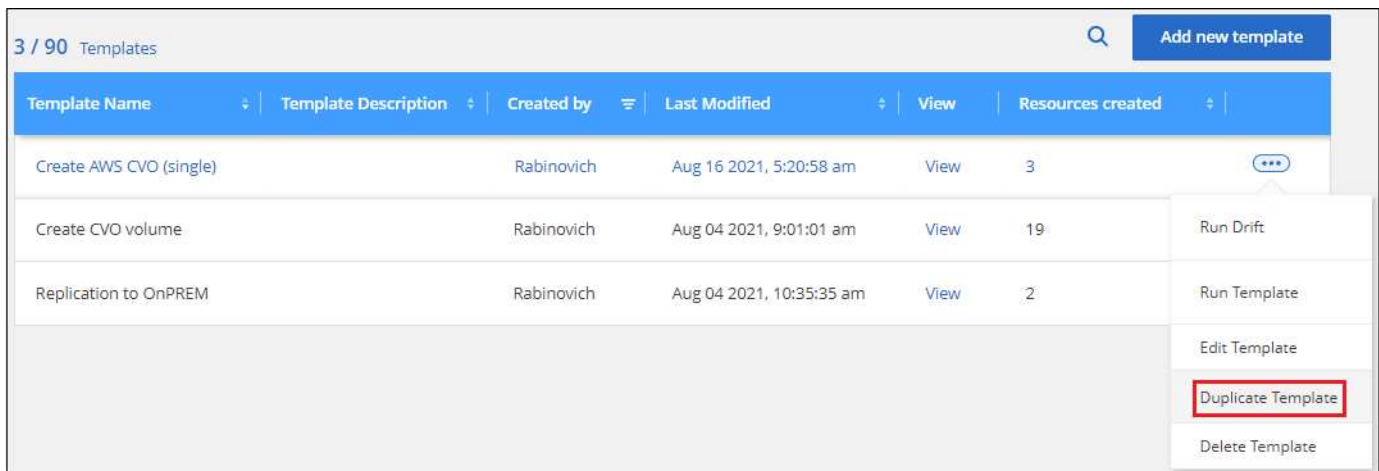 3 / 90 Templates
Add new template
Template Name Template Description Created by Last Modified View Resources created
Create AWS CVO (single) Rabinovich Aug 16 2021, 5:20:58 am View 3
Create CVO volume Rabinovich Aug 04 2021, 9:01:01 am View 19
Run Drift
Replication to OnPREM Rabinovich Aug 04 2021, 10:35:35 am View 2
Run Template
Edit Template
Duplicate Template
Delete Template